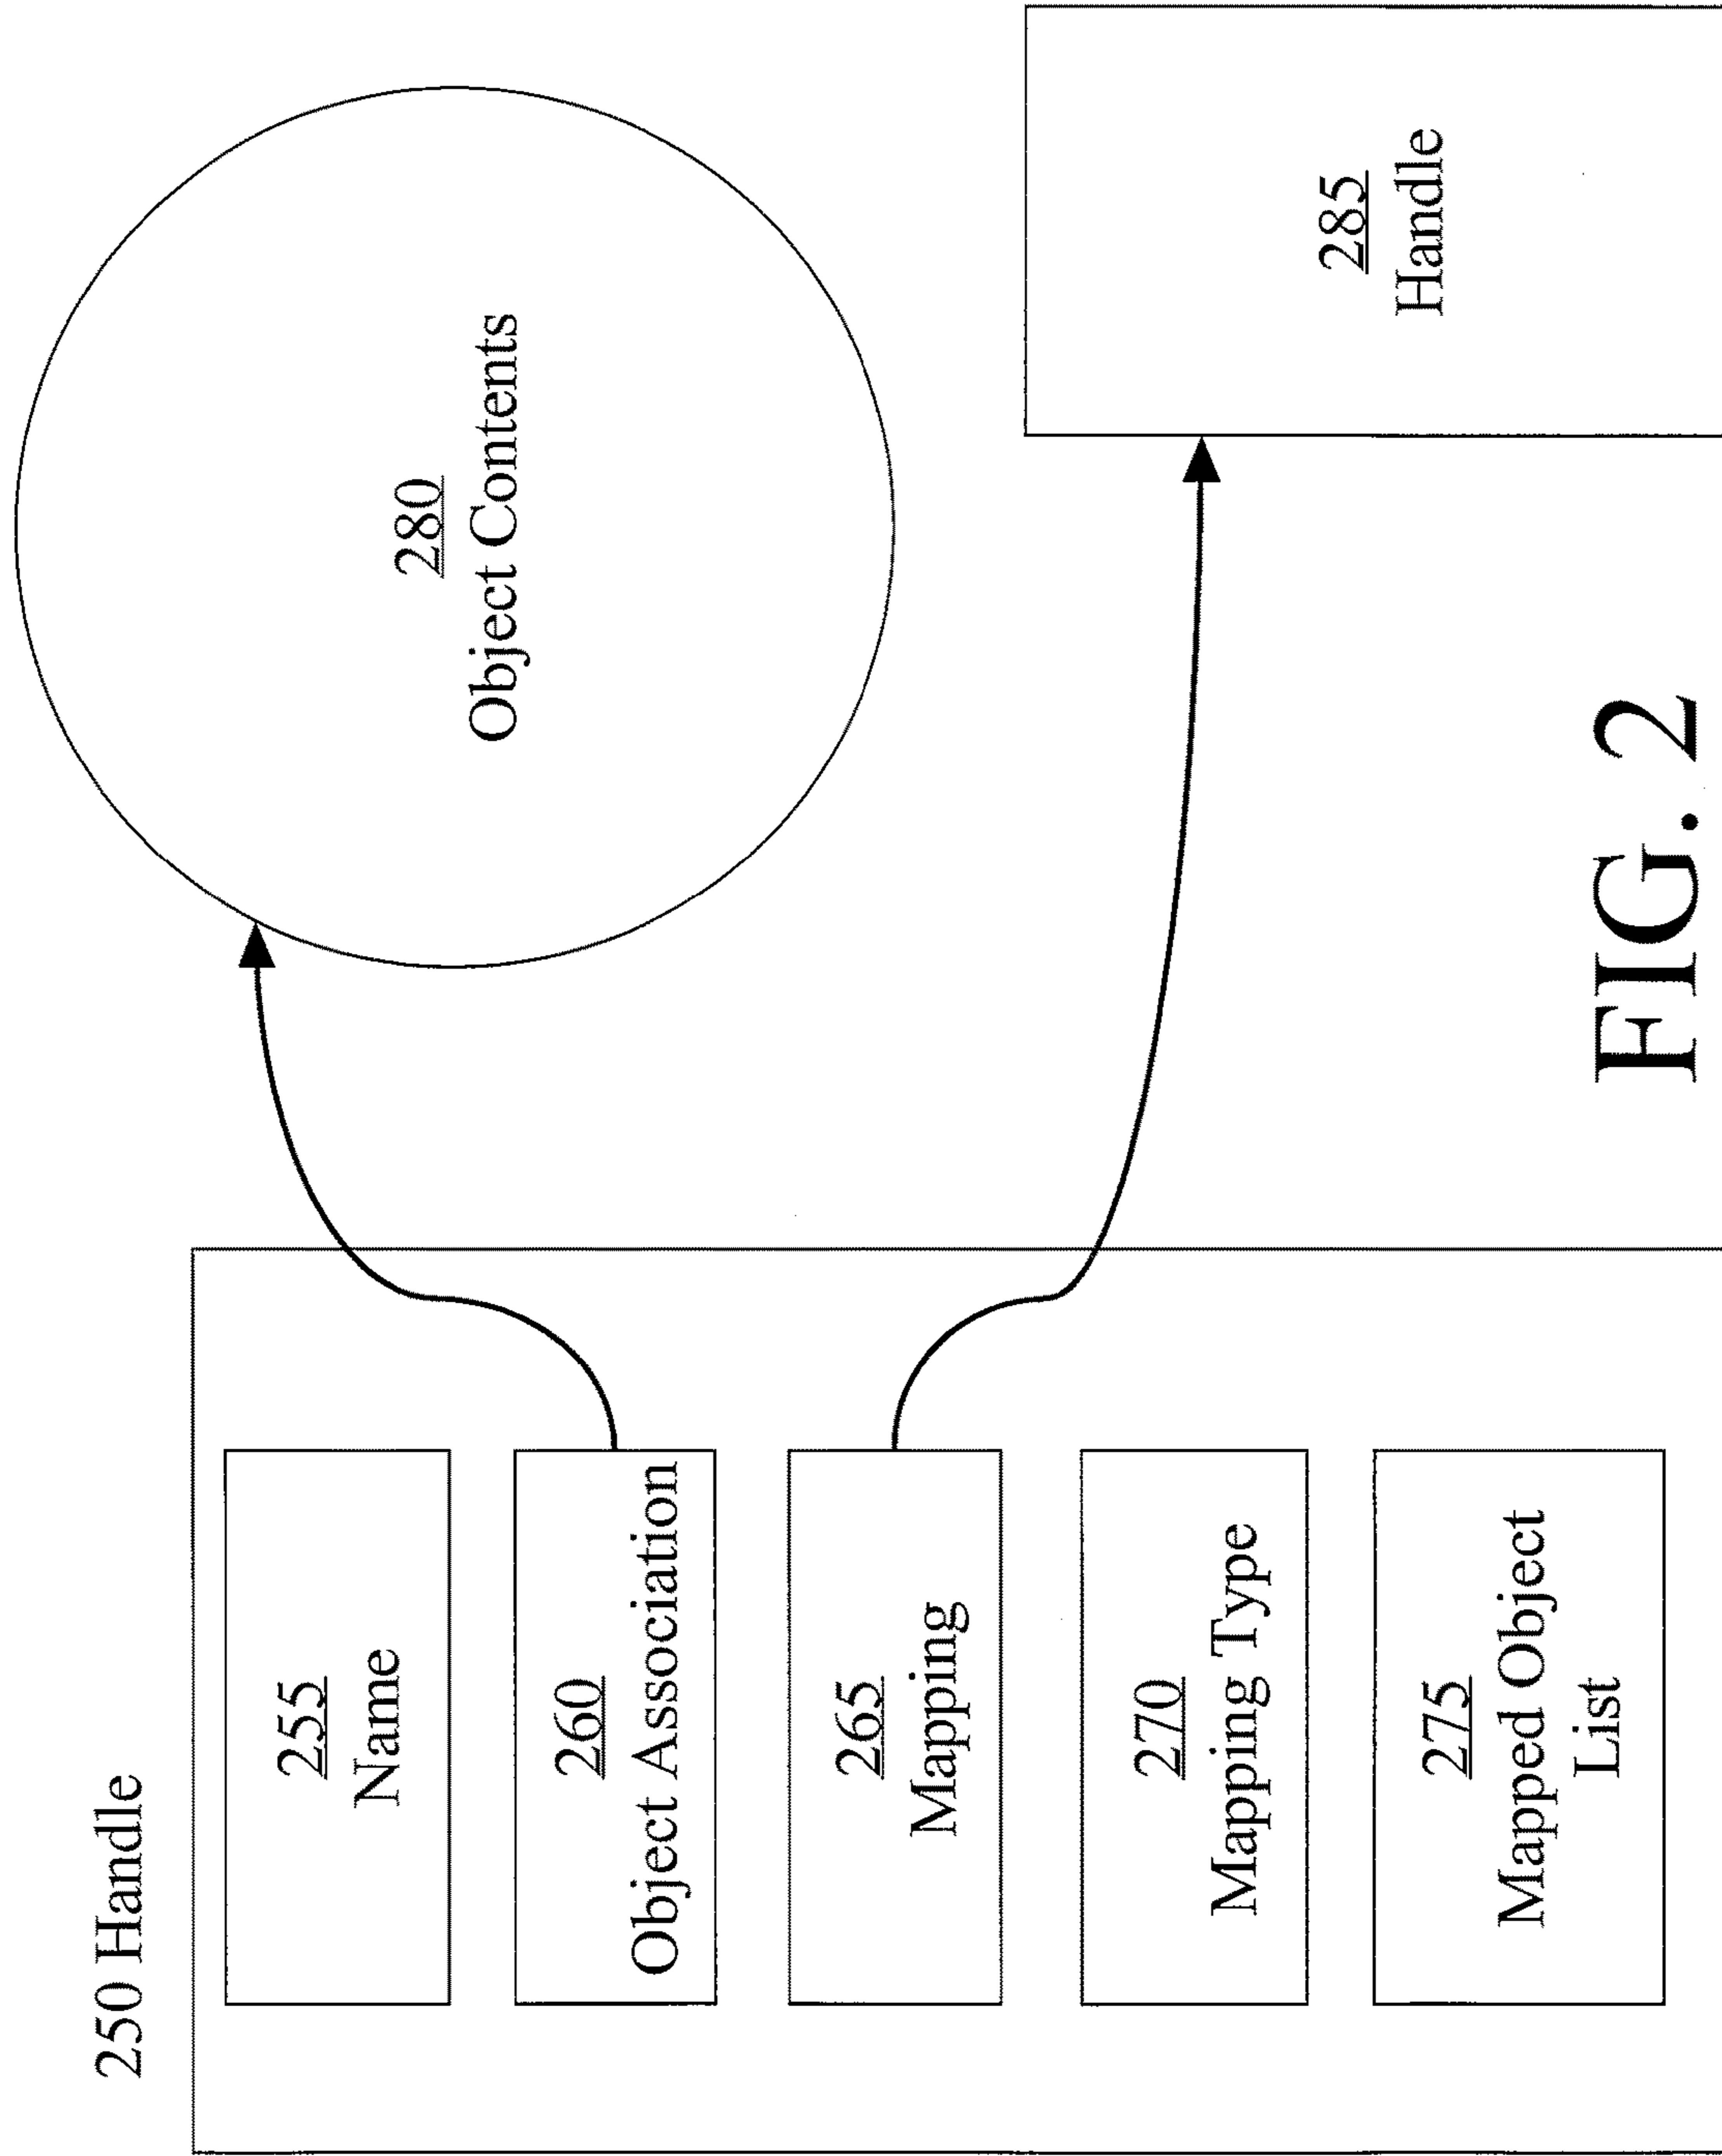 250 Handle
255
Name
260
Object Association
265
Mapping
270
Mapping Type
275
Mapped Object
List
280
Object Contents
285
Handle
FIG. 2